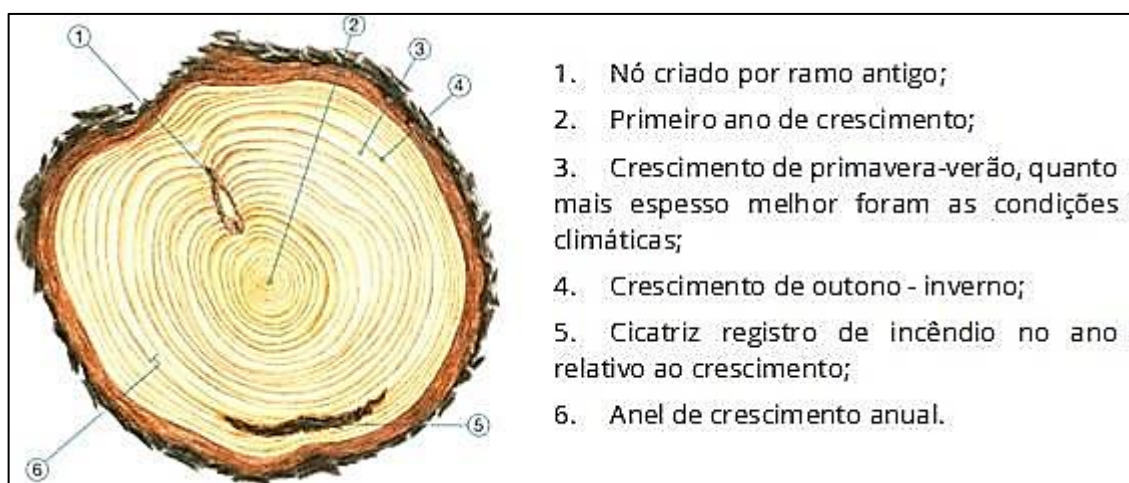 1
2
3
4
5
6
1. Nó criado por ramo antigo;
2. Primeiro ano de crescimento;
3. Crescimento de primavera-verão, quanto
mais espesso melhor foram as condições
climáticas;
4. Crescimento de outono - inverno;
5. Cicatriz registro de incêndio no ano
relativo ao crescimento;
6. Anel de crescimento anual.